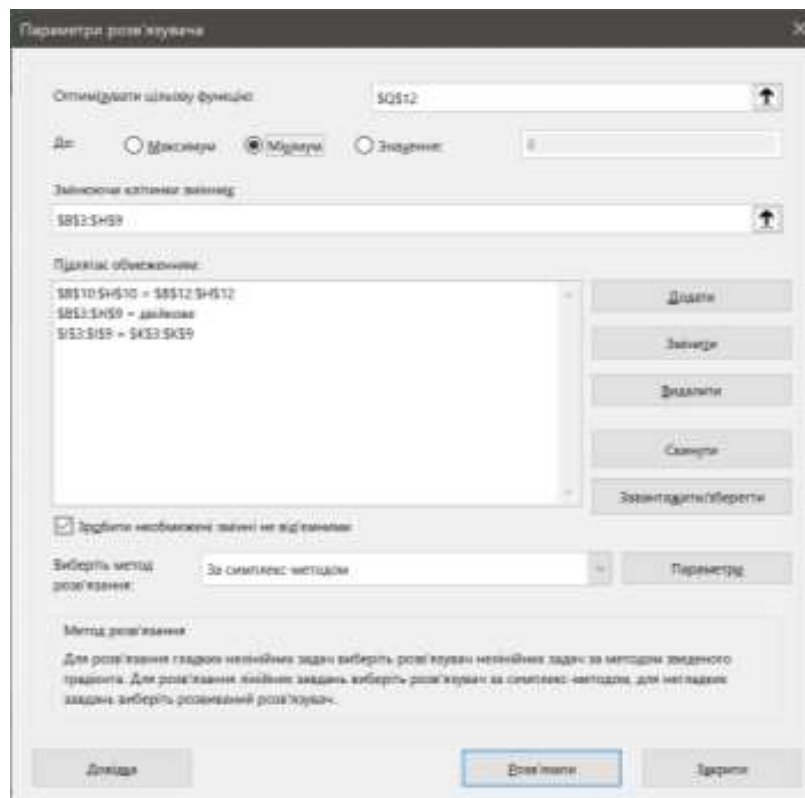 Параметри розв'язувача
Оптимізувати цільову функцію:
$Q$12
До:
Максимум
Мінімум
Значення:
0
Змінюючи клітинки змінних:
$B$3:$H$9
Підлягає обмеженням:
$B$10:$H$10 = $B$12:$H$12
$B$3:$H$9 = двійкове
$I$3:$I$9 = $K$3:$K$9
Додати
Змінити
Видалити
Скинути
Завантажити/зберегти
Зробити необмежені змінні не від'ємними
Виберіть метод
розв'язання:
За симплекс-методом
Параметри
Метод розв'язання
Для розв'язання гладких нелінійних задач виберіть розв'язувач нелінійних задач за методом зведеного
градієнта. Для розв'язання лінійних завдань виберіть розв'язувач за симплекс-методом, для негладких
завдань виберіть розвиваний розв'язувач.
Довідка
Розв'язати
Закрити